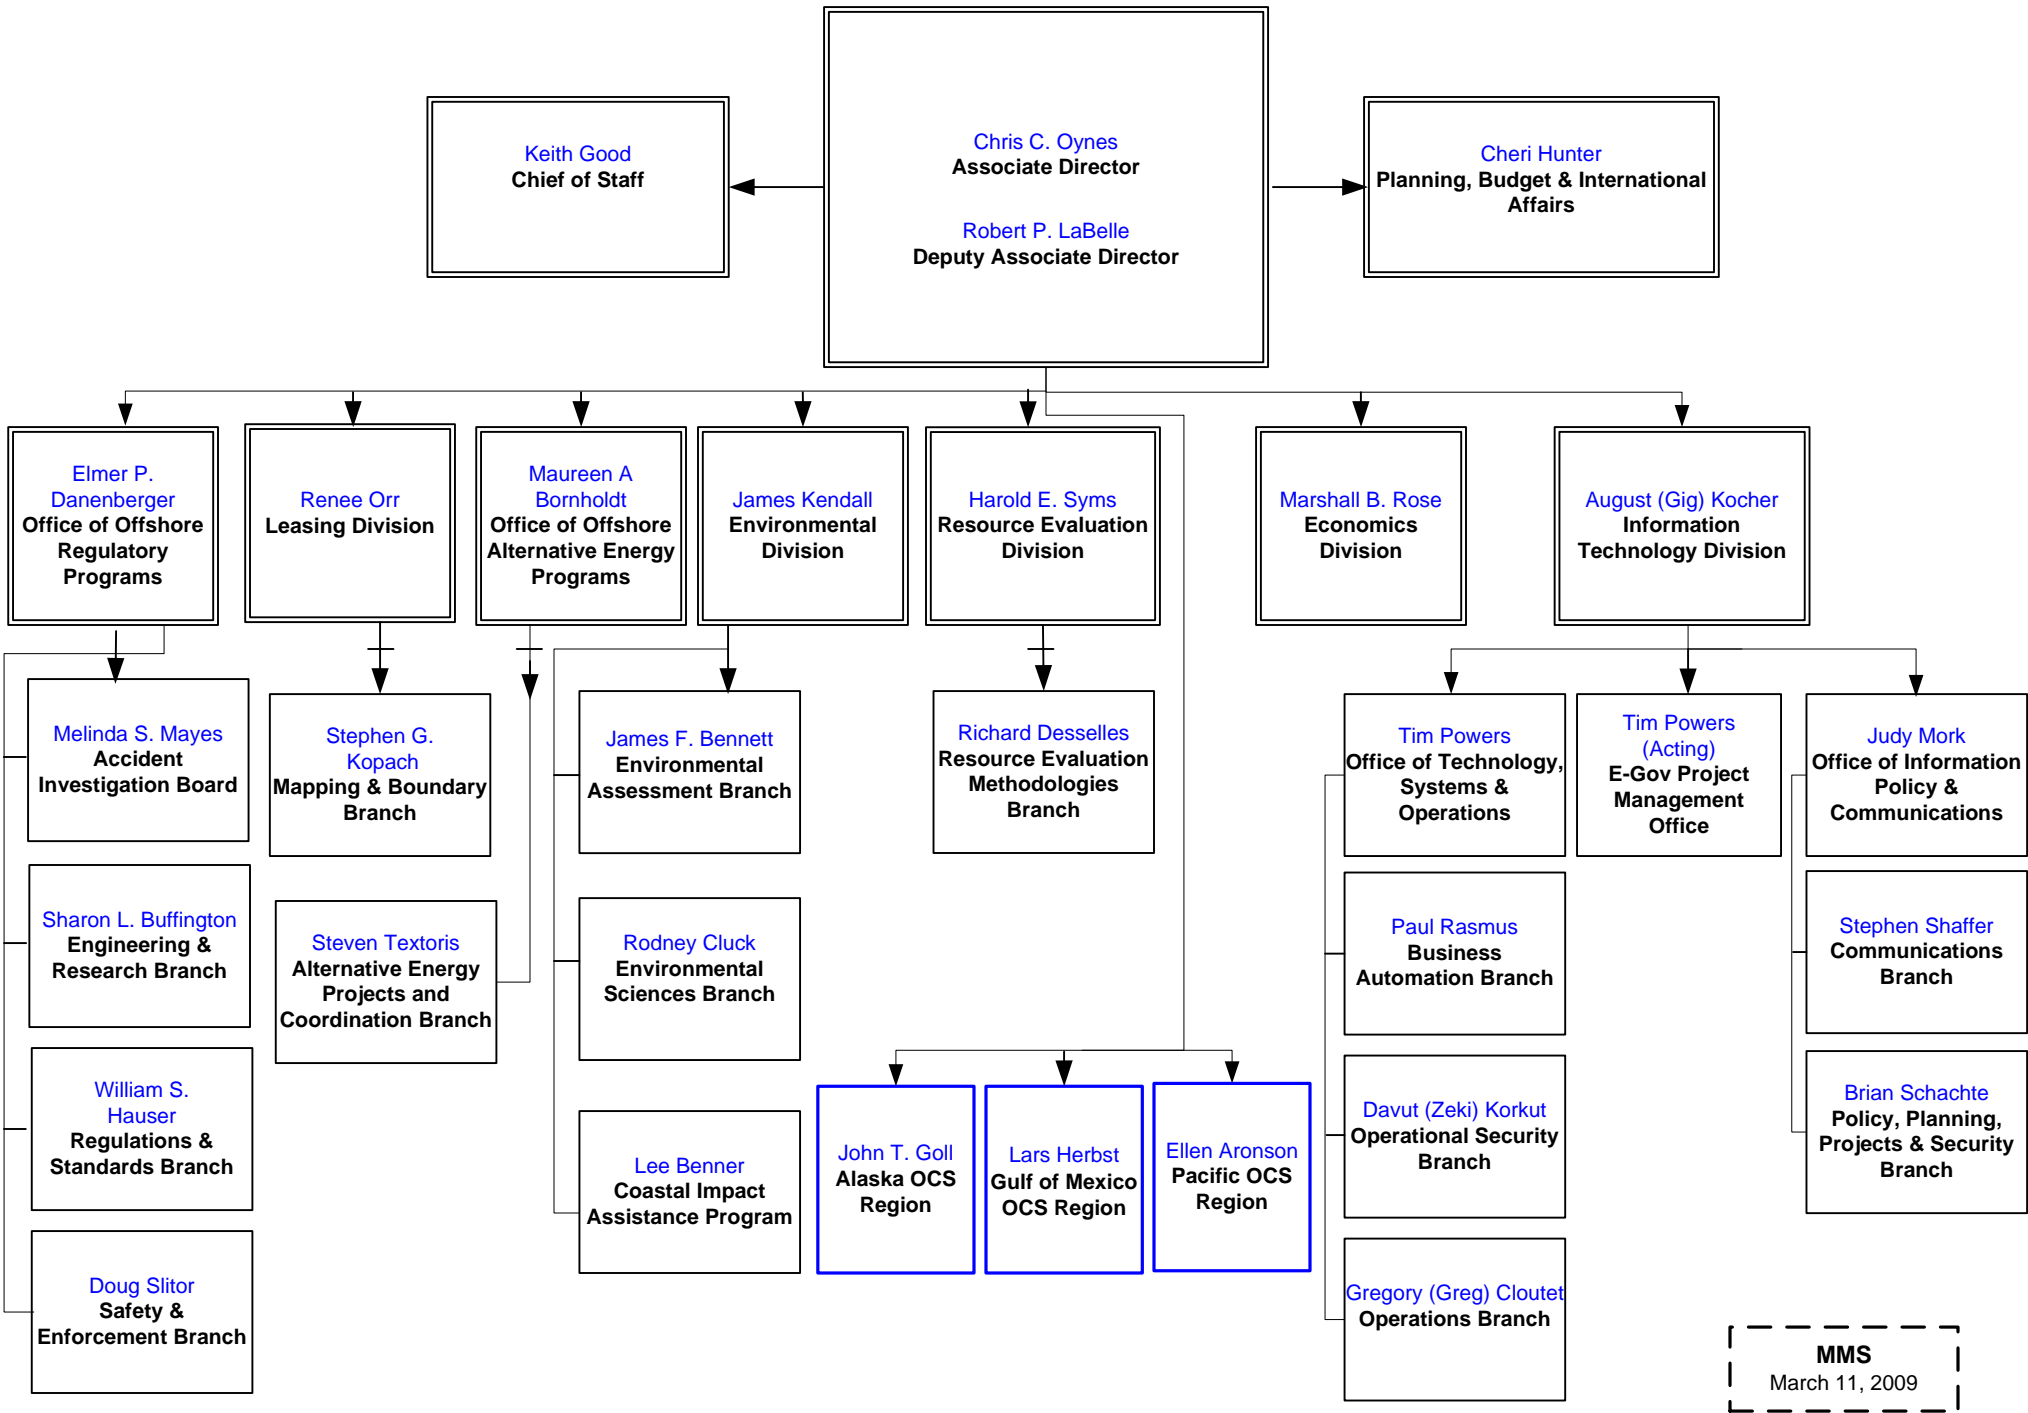 Keith Good
Chief of Staff
Chris C. Oynes
Associate Director
Robert P. LaBelle
Deputy Associate Director
Cheri Hunter
Planning, Budget & International
Affairs
Elmer P.
Danenberger
Office of Offshore
Regulatory
Programs
Renee Orr
Leasing Division
Maureen A
Bornholdt
Office of Offshore
Alternative Energy
Programs
James Kendall
Environmental
Division
Harold E. Syms
Resource Evaluation
Division
Marshall B. Rose
Economics
Division
August (Gig) Kocher
Information
Technology Division
Melinda S. Mayes
Accident
Investigation Board
Stephen G.
Kopach
Mapping & Boundary
Branch
James F. Bennett
Environmental
Assessment Branch
Richard Desselles
Resource Evaluation
Methodologies
Branch
Tim Powers
Office of Technology,
Systems &
Operations
Tim Powers
(Acting)
E-Gov Project
Management
Office
Judy Mork
Office of Information
Policy &
Communications
Sharon L. Buffington
Engineering &
Research Branch
Steven Textoris
Alternative Energy
Projects and
Coordination Branch
Rodney Cluck
Environmental
Sciences Branch
Paul Rasmus
Business
Automation Branch
Stephen Shaffer
Communications
Branch
William S.
Hauser
Regulations &
Standards Branch
Lee Benner
Coastal Impact
Assistance Program
John T. Goll
Alaska OCS
Region
Lars Herbst
Gulf of Mexico
OCS Region
Ellen Aronson
Pacific OCS
Region
Davut (Zeki) Korkut
Operational Security
Branch
Brian Schachte
Policy, Planning,
Projects & Security
Branch
Doug Slitor
Safety &
Enforcement Branch
Gregory (Greg) Cloutet
Operations Branch
MMS
March 11, 2009